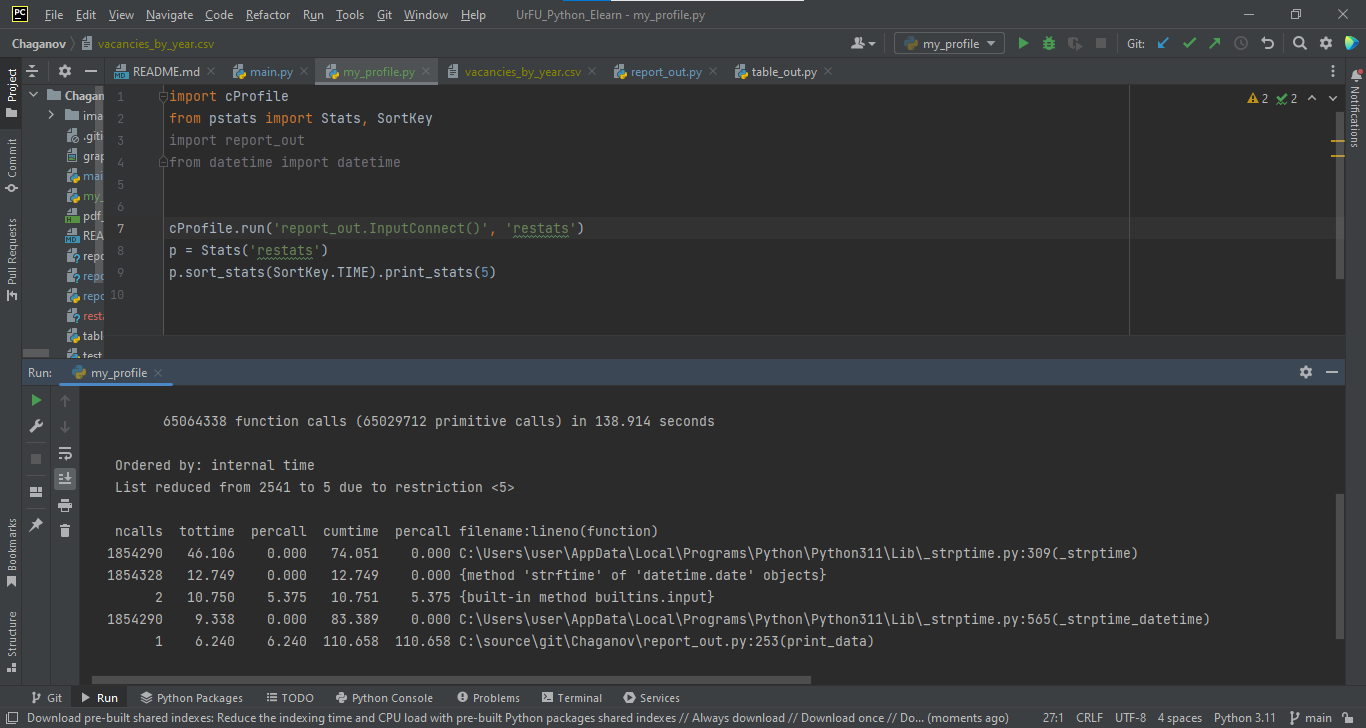 PC File Edit View Navigate Code Refactor Run Tools Git Window Help UrFU_Python_Elearn - my_profile.py
Chaganov vacancies_by_year.csv my_profile Git:
Project
Commit
Pull Requests
Bookmarks
Structure
Notifications
README.md main.py my_profile.py vacancies_by_year.csv report_out.py table_out.py
Chagan
ima
.giti
grap
mai
my_
pdf_
REA
repo
repo
repo
resta
tabl
test
2 2
1 import cProfile
2 from pstats import Stats, SortKey
3 import report_out
4 from datetime import datetime
5
6
7 cProfile.run('report_out.InputConnect()', 'restats')
8 p = Stats('restats')
9 p.sort_stats(SortKey.TIME).print_stats(5)
10
Run: my_profile
65064338 function calls (65029712 primitive calls) in 138.914 seconds
Ordered by: internal time
List reduced from 2541 to 5 due to restriction <5>
ncalls tottime percall cumtime percall filename:lineno(function)
1854290 46.106 0.000 74.051 0.000 C:\Users\user\AppData\Local\Programs\Python\Python311\Lib\_strptime.py:309(_strptime)
1854328 12.749 0.000 12.749 0.000 {method 'strftime' of 'datetime.date' objects}
2 10.750 5.375 10.751 5.375 {built-in method builtins.input}
1854290 9.338 0.000 83.389 0.000 C:\Users\user\AppData\Local\Programs\Python\Python311\Lib\_strptime.py:565(_strptime_datetime)
1 6.240 6.240 110.658 110.658 C:\source\git\Chaganov\report_out.py:253(print_data)
Git Run Python Packages TODO Python Console Problems Terminal Services
Download pre-built shared indexes: Reduce the indexing time and CPU load with pre-built Python packages shared indexes // Always download // Download once // Do... (moments ago) 27:1 CRLF UTF-8 4 spaces Python 3.11 main